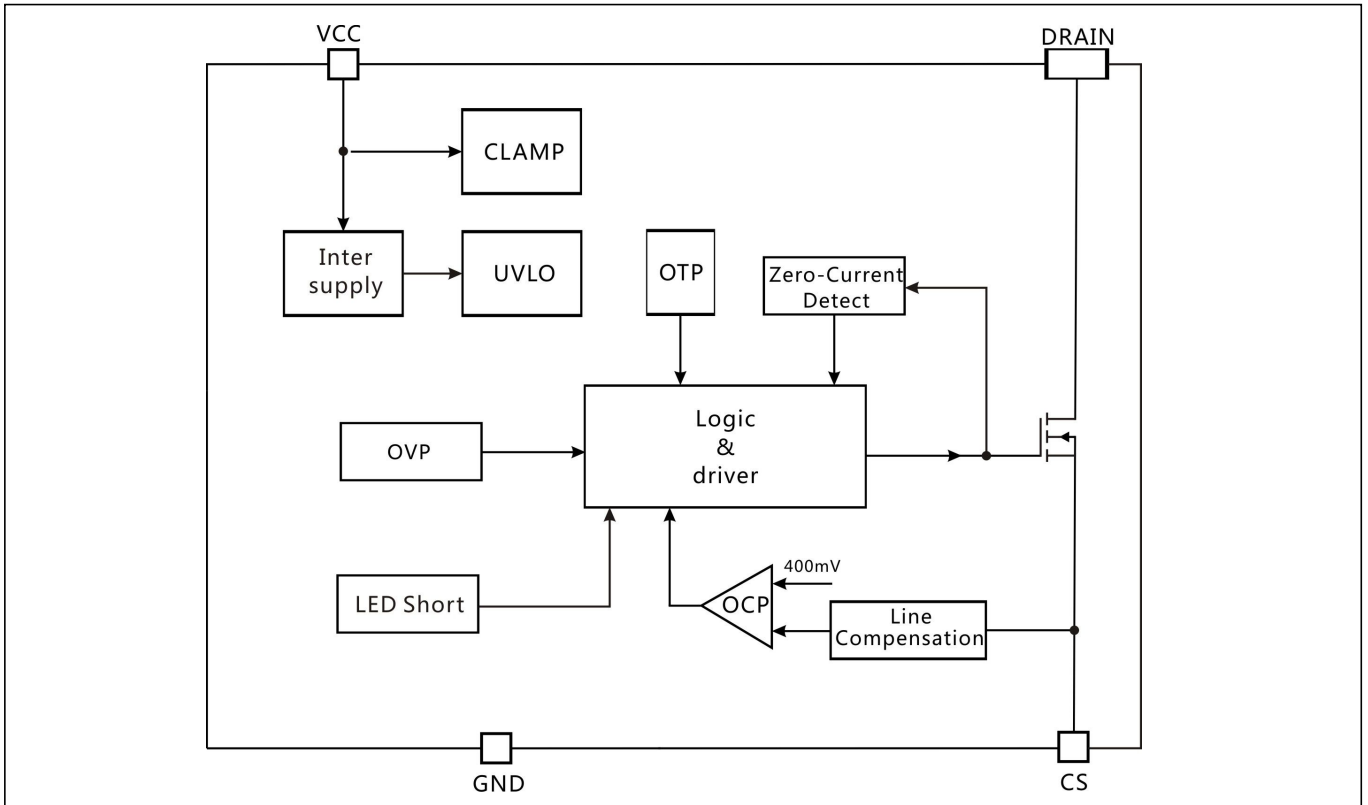 VCC
DRAIN
CLAMP
Inter
supply
UVLO
OTP
Zero-Current
Detect
Logic
&
driver
OVP
400mV
LED Short
OCP
Line
Compensation
GND
CS